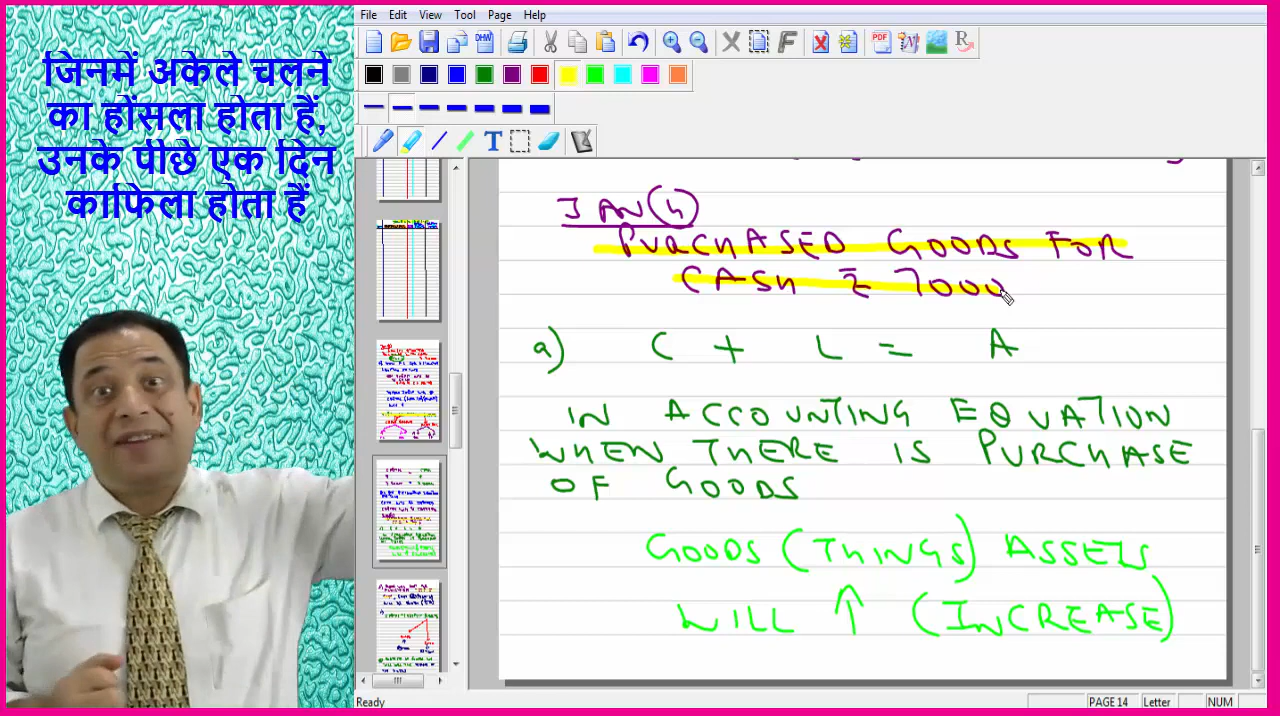 जिनमें अकेले चलने
का होंसला होता हैं,
उनके पीछे एक दिन
काफिला होता हैं
File Edit View Tool Page Help
DHW
PDF
JAN(4)
PURCHASED GOODS FOR
CASH ₹ 7000
a) C + L = A
IN ACCOUNTING EQUATION
WHEN THERE IS PURCHASE
OF GOODS
GOODS (THINGS) ASSETS
WILL ↑ (INCREASE)
Ready PAGE 14 Letter NUM